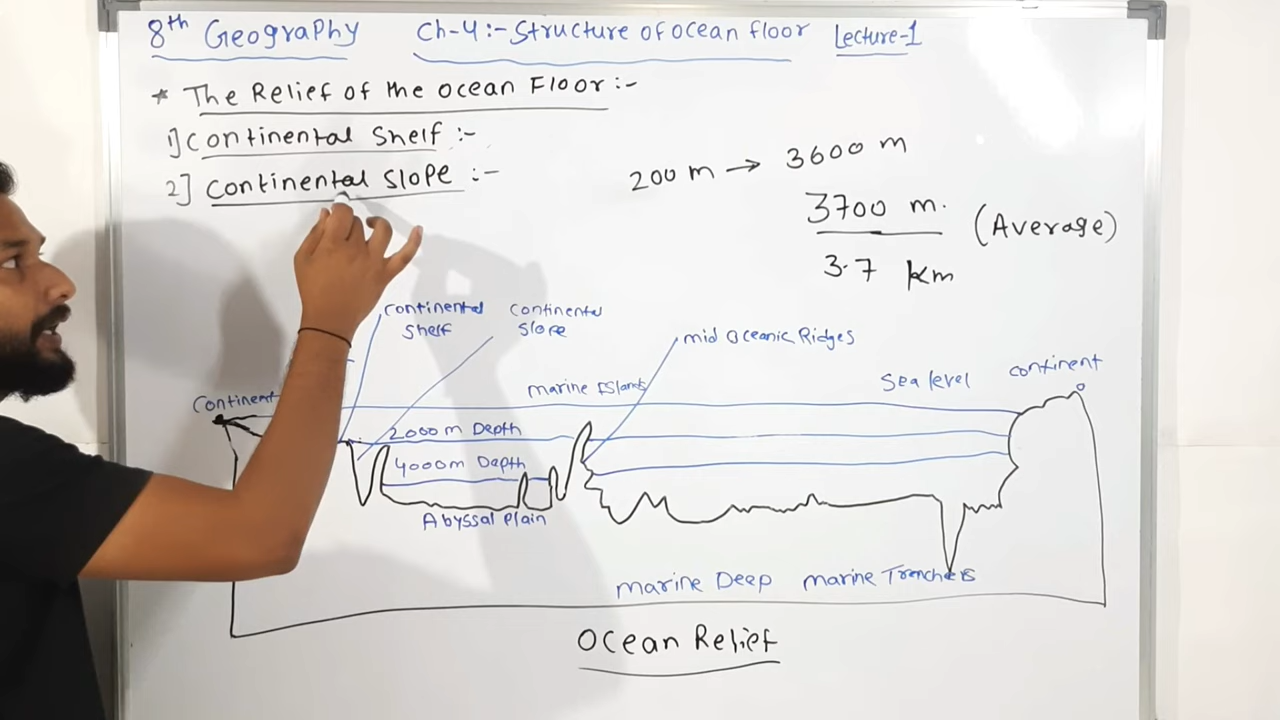 8th Geography Ch-4:- Structure of ocean floor Lecture-1
* The Relief of the ocean Floor:-
1] Continental Shelf :-
2] Continental Slope :-
200 m → 3600 m
3700 m. (Average)
3.7 km
Continental Shelf
Continental Slope
mid Oceanic Ridges
marine Islands
Sea level
Continent
Continent
2000 m Depth
4000m Depth
Abyssal Plain
marine Deep marine Trenchers
Ocean Relief